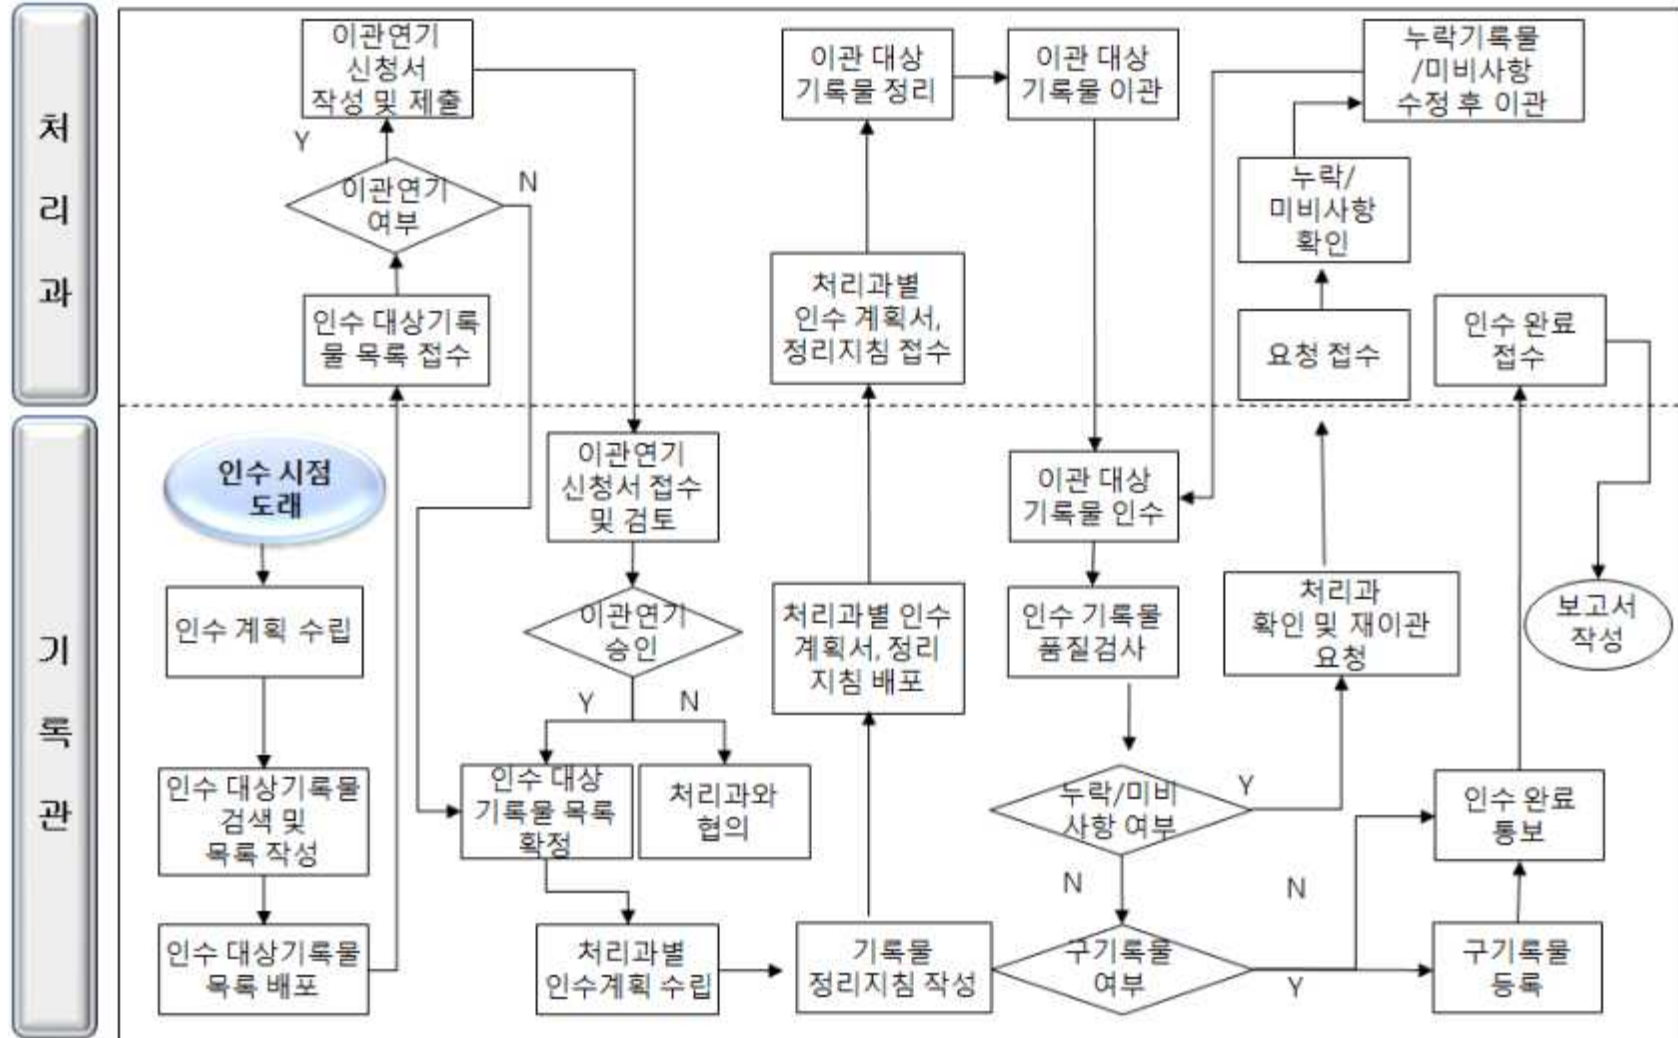 처
리
과
이관연기
신청서
작성 및 제출
Y
이관연기
여부
N
인수 대상기록
물 목록 접수
이관 대상
기록물 정리
이관 대상
기록물 이관
처리과별
인수 계획서,
정리지침 접수
누락기록물
/미비사항
수정 후 이관
누락/
미비사항
확인
요청 접수
인수 완료
접수
기
록
관
인수 시점
도래
인수 계획 수립
인수 대상기록물
검색 및
목록 작성
인수 대상기록물
목록 배포
이관연기
신청서 접수
및 검토
이관연기
승인
Y
N
인수 대상
기록물 목록
확정
처리과와
협의
처리과별
인수계획 수립
처리과별 인수
계획서, 정리
지침 배포
기록물
정리지침 작성
이관 대상
기록물 인수
인수 기록물
품질검사
누락/미비
사항 여부
Y
N
구기록물
여부
N
Y
처리과
확인 및 재이관
요청
인수 완료
통보
구기록물
등록
보고서
작성